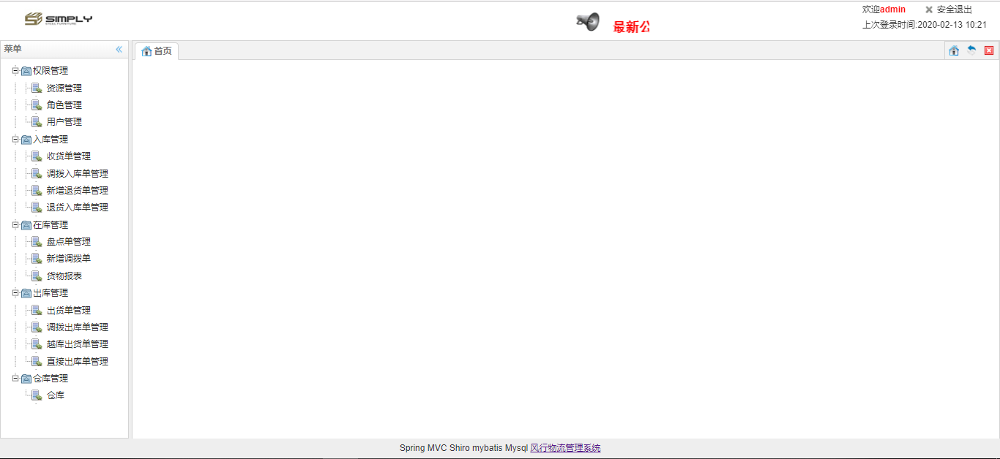 SIMPLY
STEEL FURNITURE
最新公
欢迎admin
安全退出
上次登录时间:2020-02-13 10:21
菜单
首页
权限管理
资源管理
角色管理
用户管理
入库管理
收货单管理
调拨入库单管理
新增退货单管理
退货入库单管理
在库管理
盘点单管理
新增调拨单
货物报表
出库管理
出货单管理
调拨出库单管理
越库出货单管理
直接出库单管理
仓库管理
仓库
Spring MVC Shiro mybatis Mysql 风行物流管理系统